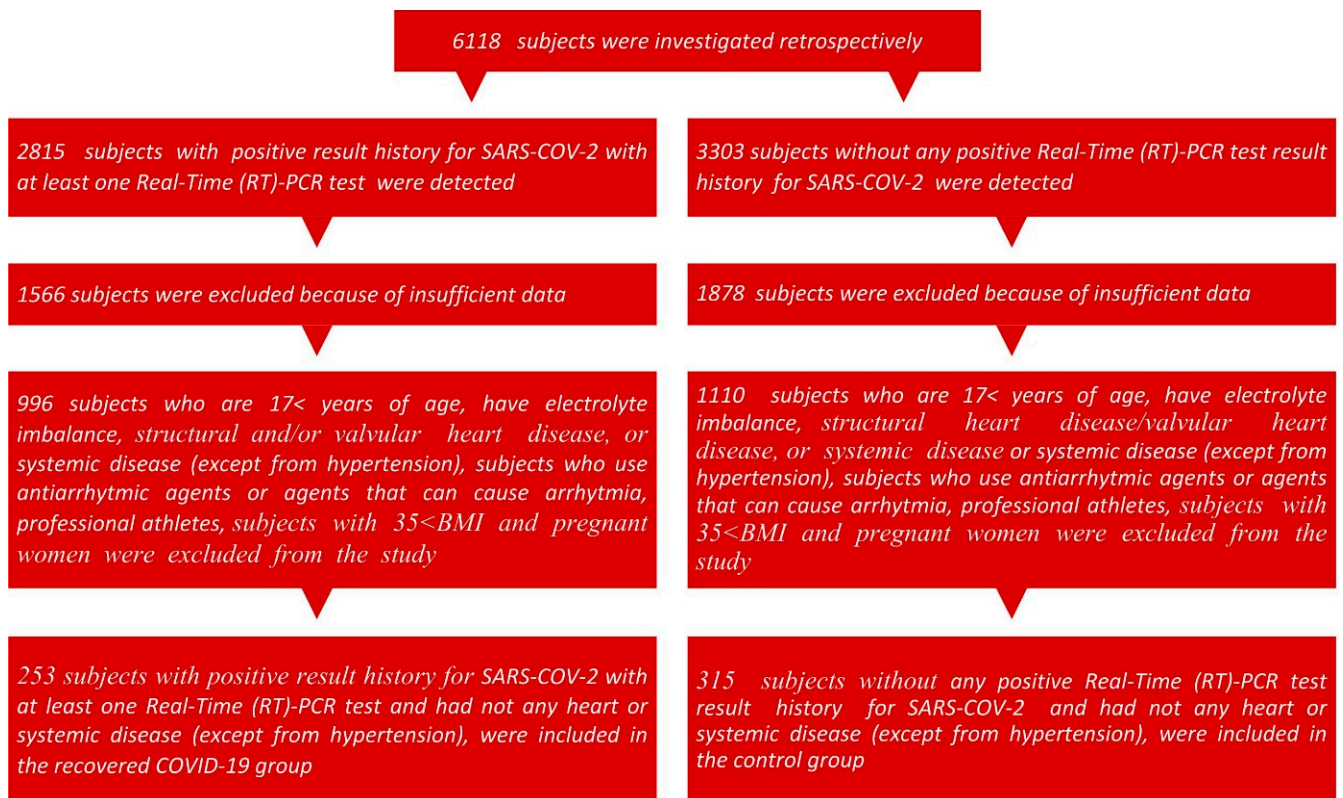 6118 subjects were investigated retrospectively
2815 subjects with positive result history for SARS-COV-2 with
at least one Real-Time (RT)-PCR test were detected
3303 subjects without any positive Real-Time (RT)-PCR test result
history for SARS-COV-2 were detected
1566 subjects were excluded because of insufficient data
1878 subjects were excluded because of insufficient data
996 subjects who are 17< years of age, have electrolyte
imbalance, structural and/or valvular heart disease, or
systemic disease (except from hypertension), subjects who use
antiarrhytmic agents or agents that can cause arrhytmia,
professional athletes, subjects with 35<BMI and pregnant
women were excluded from the study
1110 subjects who are 17< years of age, have electrolyte
imbalance, structural heart disease/valvular heart
disease, or systemic disease or systemic disease (except from
hypertension), subjects who use antiarrhytmic agents or agents
that can cause arrhytmia, professional athletes, subjects with
35<BMI and pregnant women were excluded from the
study
253 subjects with positive result history for SARS-COV-2 with
at least one Real-Time (RT)-PCR test and had not any heart or
systemic disease (except from hypertension), were included in
the recovered COVID-19 group
315 subjects without any positive Real-Time (RT)-PCR test
result history for SARS-COV-2 and had not any heart or
systemic disease (except from hypertension), were included in
the control group